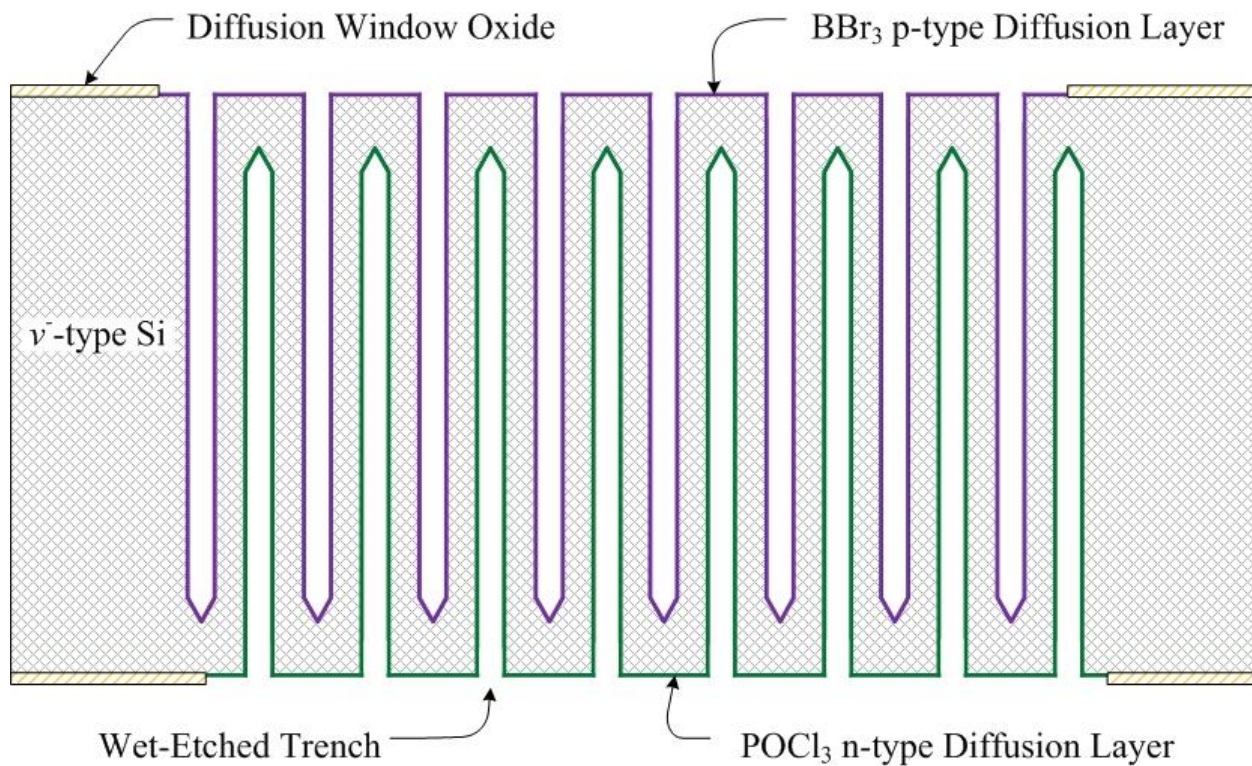 Diffusion Window Oxide
BBr₃ p-type Diffusion Layer
ν⁻-type Si
Wet-Etched Trench
POCl₃ n-type Diffusion Layer